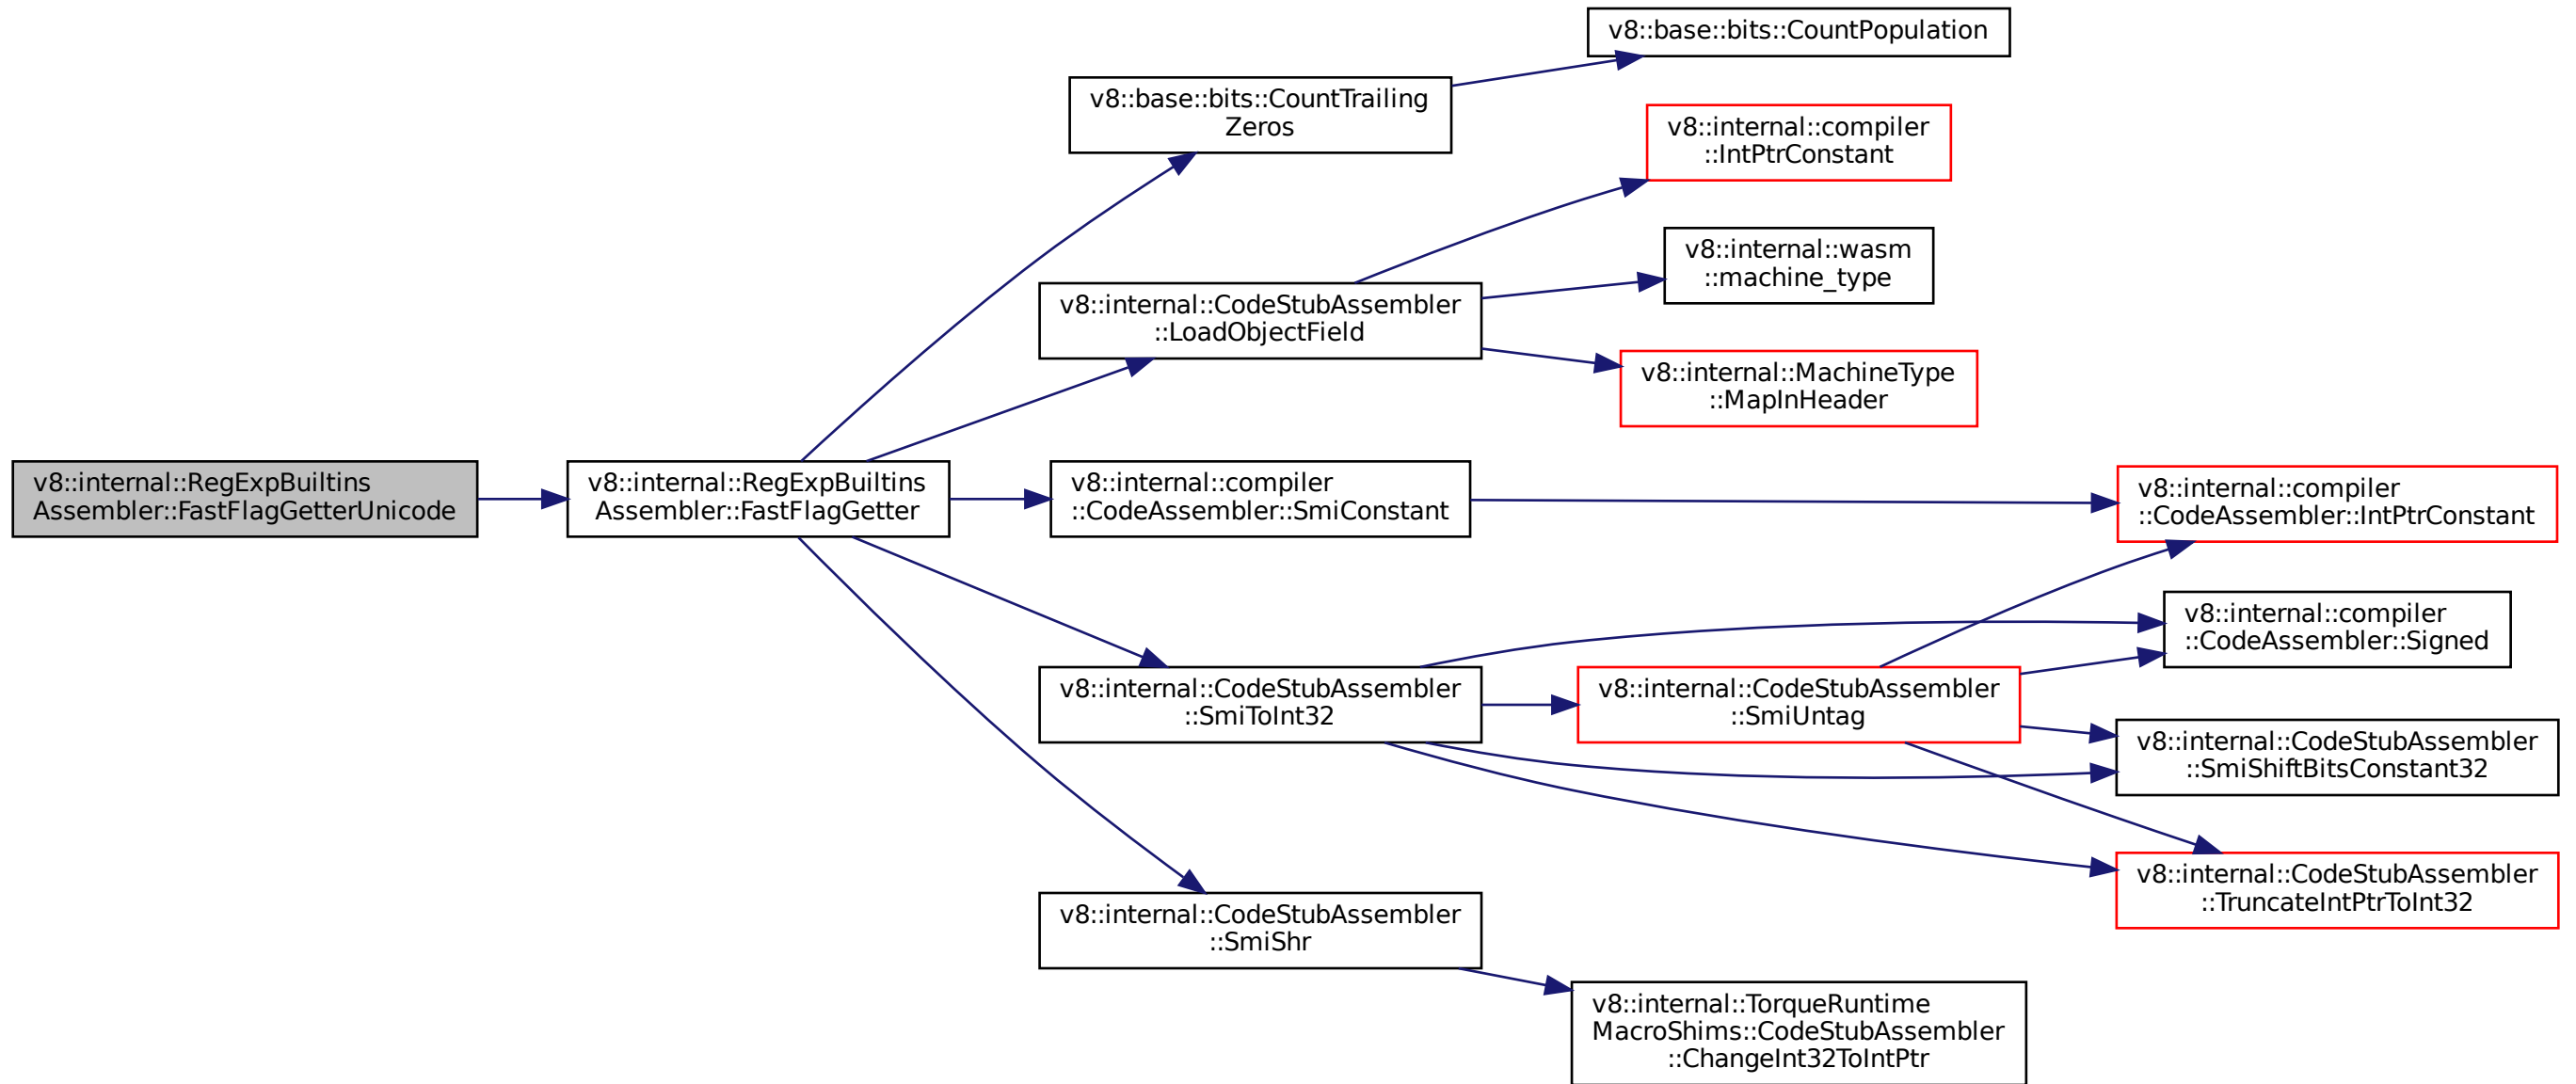 v8::base::bits::CountPopulation
v8::base::bits::CountTrailing
Zeros
v8::internal::compiler
::IntPtrConstant
v8::internal::wasm
::machine_type
v8::internal::CodeStubAssembler
::LoadObjectField
v8::internal::MachineType
::MapInHeader
v8::internal::RegExpBuiltins
Assembler::FastFlagGetterUnicode
v8::internal::RegExpBuiltins
Assembler::FastFlagGetter
v8::internal::compiler
::CodeAssembler::SmiConstant
v8::internal::compiler
::CodeAssembler::IntPtrConstant
v8::internal::compiler
::CodeAssembler::Signed
v8::internal::CodeStubAssembler
::SmiToInt32
v8::internal::CodeStubAssembler
::SmiUntag
v8::internal::CodeStubAssembler
::SmiShiftBitsConstant32
v8::internal::CodeStubAssembler
::TruncateIntPtrToInt32
v8::internal::CodeStubAssembler
::SmiShr
v8::internal::TorqueRuntime
MacroShims::CodeStubAssembler
::ChangeInt32ToIntPtr